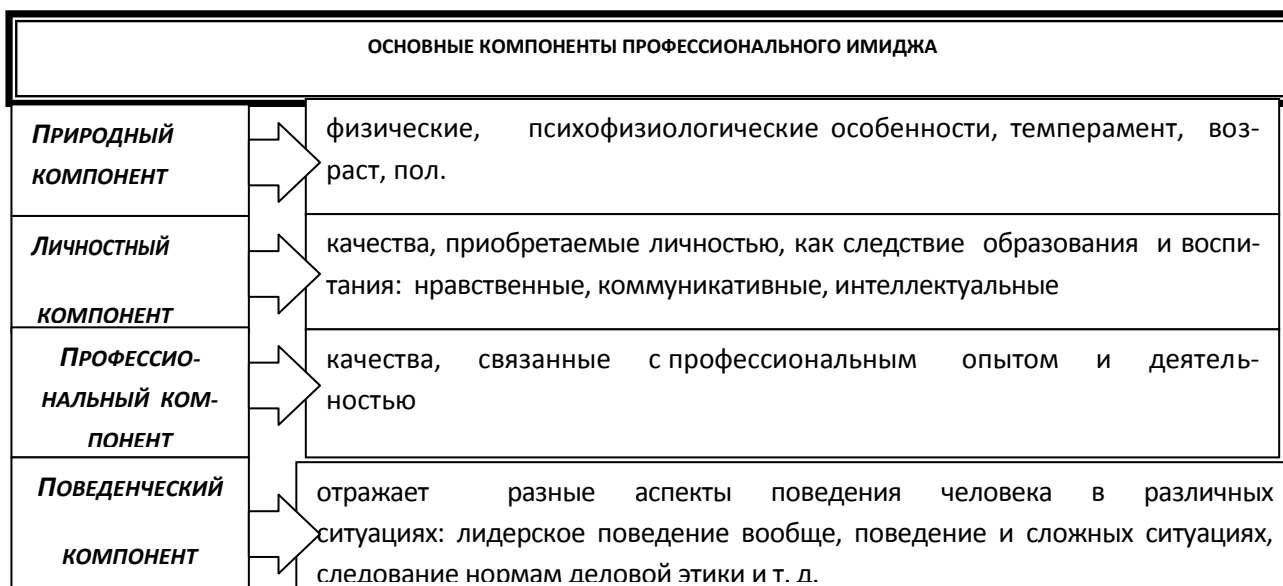 ОСНОВНЫЕ КОМПОНЕНТЫ ПРОФЕССИОНАЛЬНОГО ИМИДЖА
ПРИРОДНЫЙ
КОМПОНЕНТ
физические, психофизиологические особенности, темперамент, воз-
раст, пол.
ЛИЧНОСТНЫЙ
КОМПОНЕНТ
качества, приобретаемые личностью, как следствие образования и воспи-
тания: нравственные, коммуникативные, интеллектуальные
ПРОФЕССИО-
НАЛЬНЫЙ КОМ-
ПОНЕНТ
качества, связанные с профессиональным опытом и деятель-
ностью
ПОВЕДЕНЧЕСКИЙ
КОМПОНЕНТ
отражает разные аспекты поведения человека в различных
ситуациях: лидерское поведение вообще, поведение и сложных ситуациях,
следование нормам деловой этики и т. д.